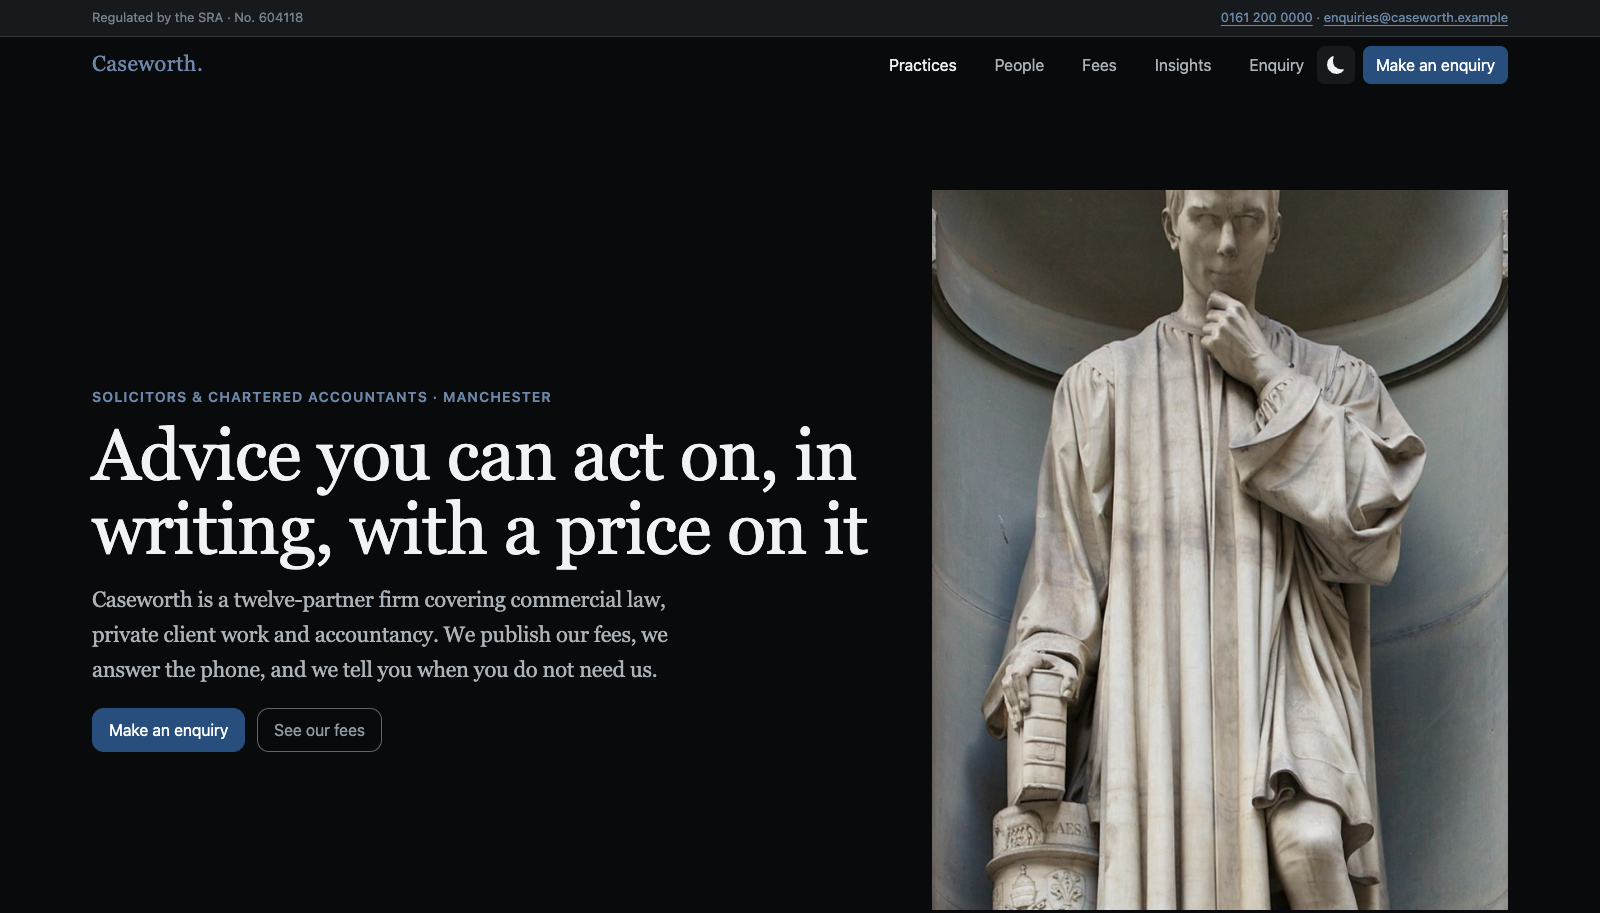 Regulated by the SRA · No. 604118
0161 200 0000 · enquiries@caseworth.example
Caseworth.
Practices
People
Fees
Insights
Enquiry
Make an enquiry
SOLICITORS & CHARTERED ACCOUNTANTS · MANCHESTER
Advice you can act on, in
writing, with a price on it
Caseworth is a twelve-partner firm covering commercial law,
private client work and accountancy. We publish our fees, we
answer the phone, and we tell you when you do not need us.
Make an enquiry
See our fees
CAESA